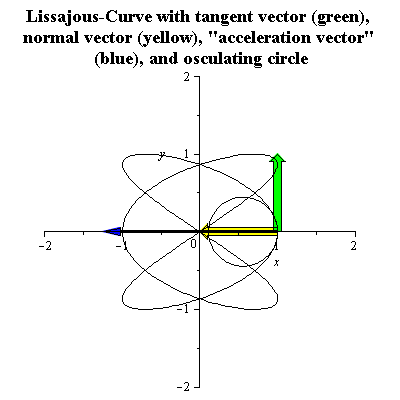 Lissajous-Curve with tangent vector (green),
normal vector (yellow), "acceleration vector"
(blue), and osculating circle
2
y 1
−2 −1 0 1 2
x
−1
−2